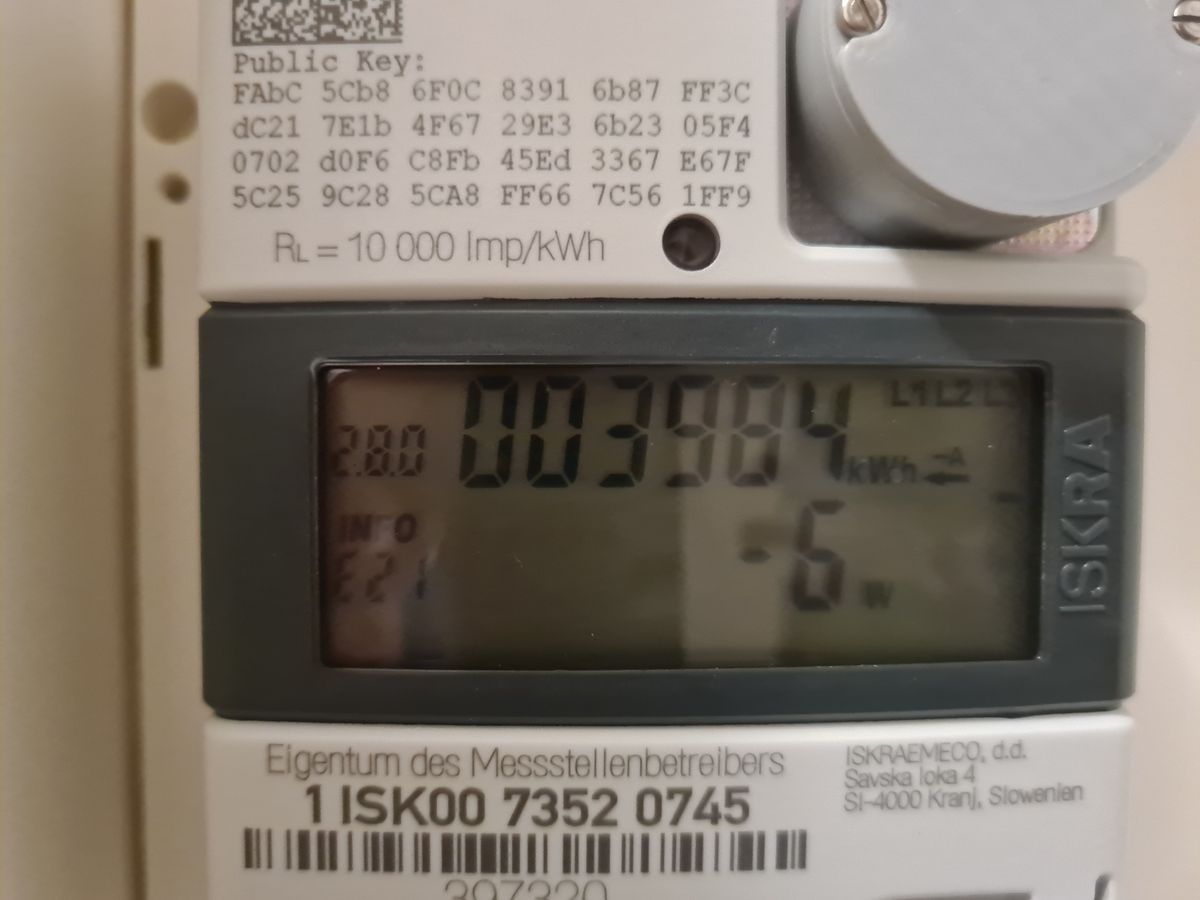 Public Key:
FAbC 5Cb8 6F0C 8391 6b87 FF3C
dC21 7E1b 4F67 29E3 6b23 05F4
0702 d0F6 C8Fb 45Ed 3367 E67F
5C25 9C28 5CA8 FF66 7C56 1FF9
RL = 10 000 Imp/kWh
L1 L2 L3
2.8.0 003984 kWh -A
INFO
E21 -6 W
ISKRA
Eigentum des Messstellenbetreibers
1 ISK00 7352 0745
ISKRAEMECO, d.d.
Savska loka 4
SI-4000 Kranj, Slowenien
397320